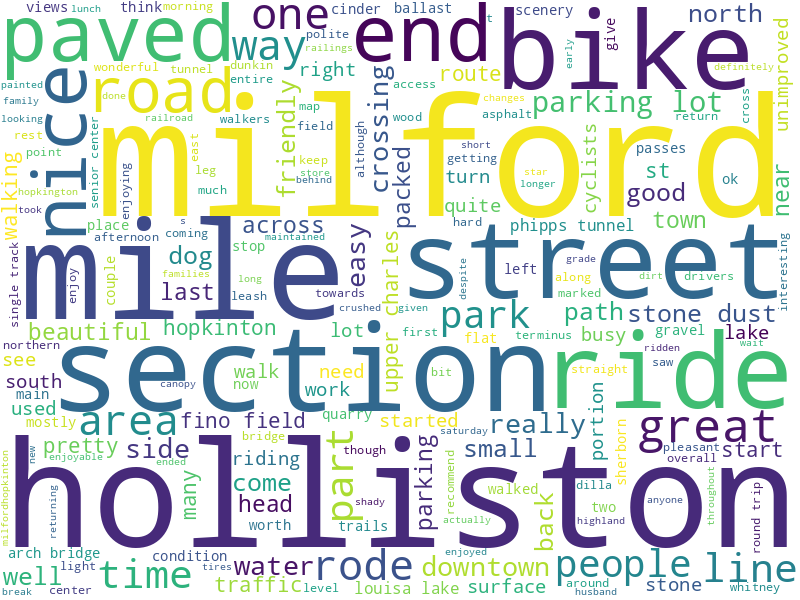 views lunch think morning
cinder ballast
scenery
paved
end
bike
one
polite
railings
way
north
painted
wonderful tunnel dunkin
entire
right
route
access
early
give
definitely
family
looking
nice
road
done
railroad
milford
map
walkers
field
friendly
although
crossing
wood
changes
asphalt
parking lot
cross
return
unimproved
rest
point
walking
hopkington
took
senior center
enjoying
east
leg
much
keep
store
behind
packed
short
getting
star
longer
turn
quite
cyclists
passes
st
good
ok
near
place
afternoon
s
coming
maintained
across
stop
dog
easy
hard
phipps tunnel
town
mile
street
single track
enjoy
couple
families
long
last
leash
towards
crushed
given
upper charles
despite
left
grade
along
marked
dirt
drivers
interesting
beautiful
hopkinton
lot
first
park
path
stone dust
northern
see
south
main
used
mostly
section
canopy
walk
now
need
work
bit
flat
terminus
busy
gravel
lake
ridden
saw
wait
straight
ride
area
fino field
quarry
started
really
portion
sherborn
great
pretty
side
bridge
part
though
saturday
small
pleasant
overall
start
new
enjoyable
ended
riding
parking
recommend
walked
holliston
milfordhopkinton
returning
many
come
head
worth
shady
trails
actually
back
dilla
two
highland
anyone
throughout
round trip
arch bridge
condition
well
light
time
tires
water
rode
enjoyed
downtown
people
around
line
break
center
traffic
level
louisa lake
surface
husband
stone
whitney